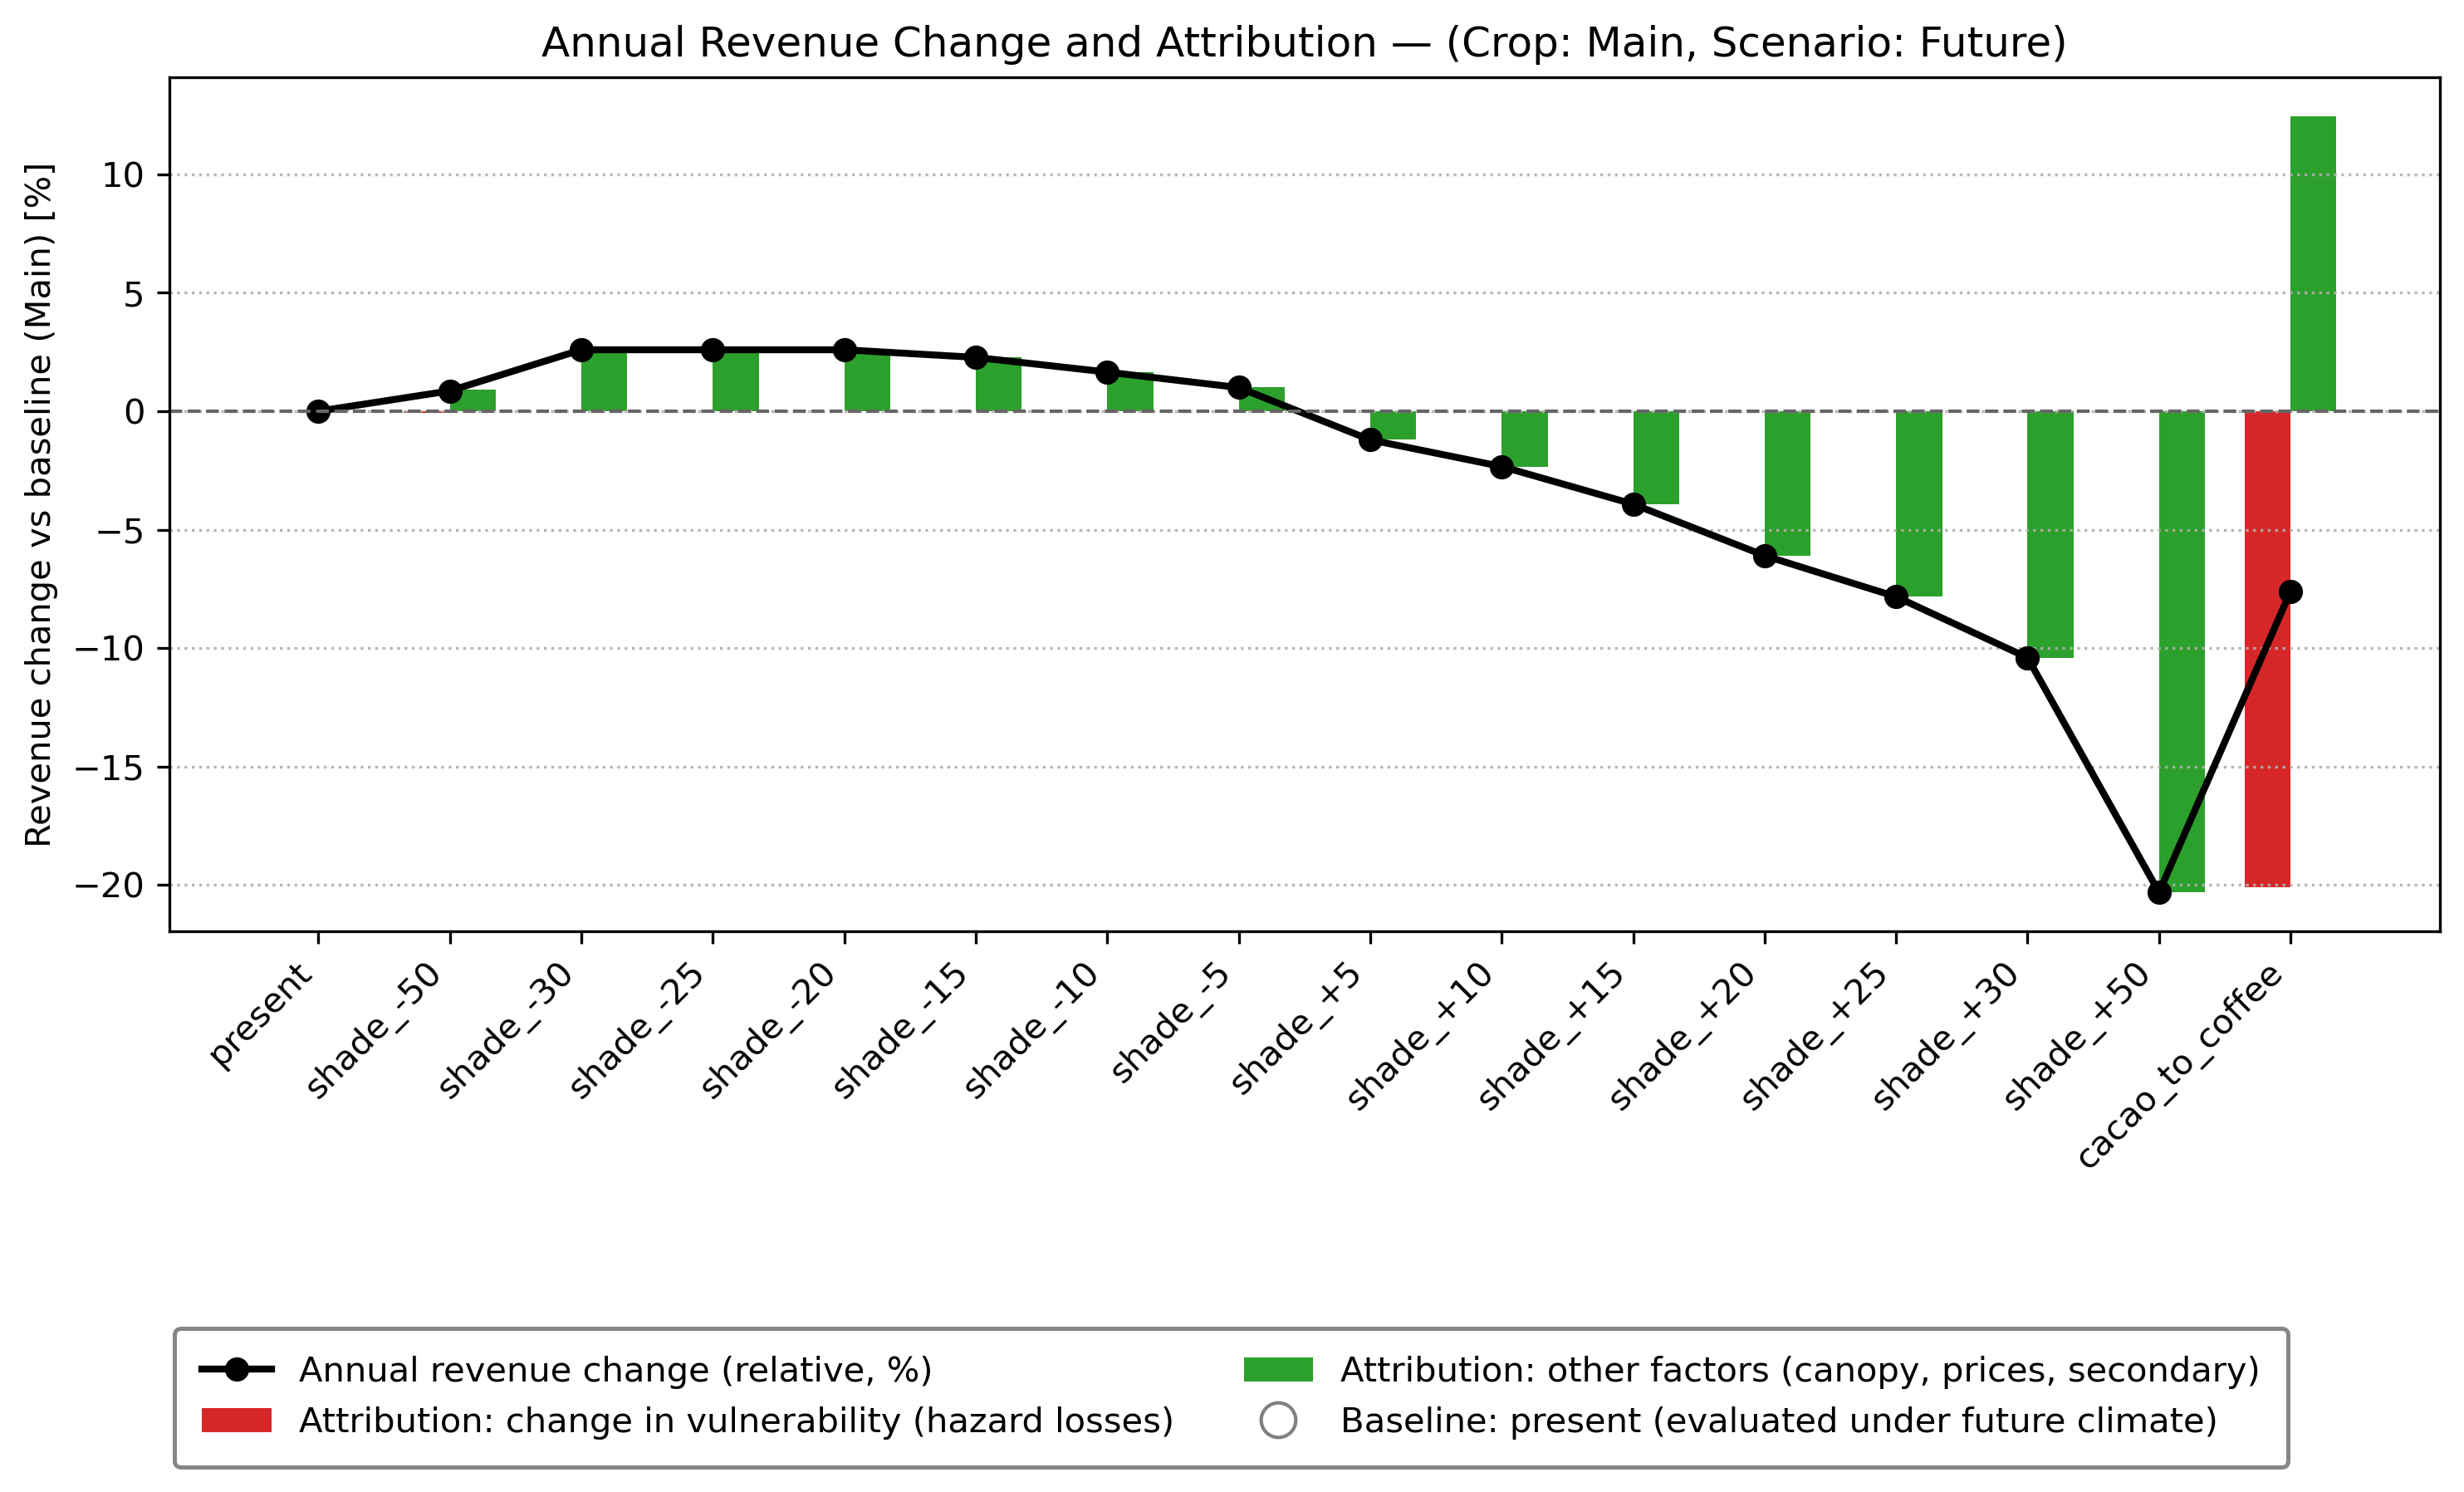 Annual Revenue Change and Attribution — (Crop: Main, Scenario: Future)
Revenue change vs baseline (Main) [%]
10
5
0
−5
−10
−15
−20
present
shade_-50
shade_-30
shade_-25
shade_-20
shade_-15
shade_-10
shade_-5
shade_+5
shade_+10
shade_+15
shade_+20
shade_+25
shade_+30
shade_+50
cacao_to_coffee
Annual revenue change (relative, %)
Attribution: change in vulnerability (hazard losses)
Attribution: other factors (canopy, prices, secondary)
Baseline: present (evaluated under future climate)